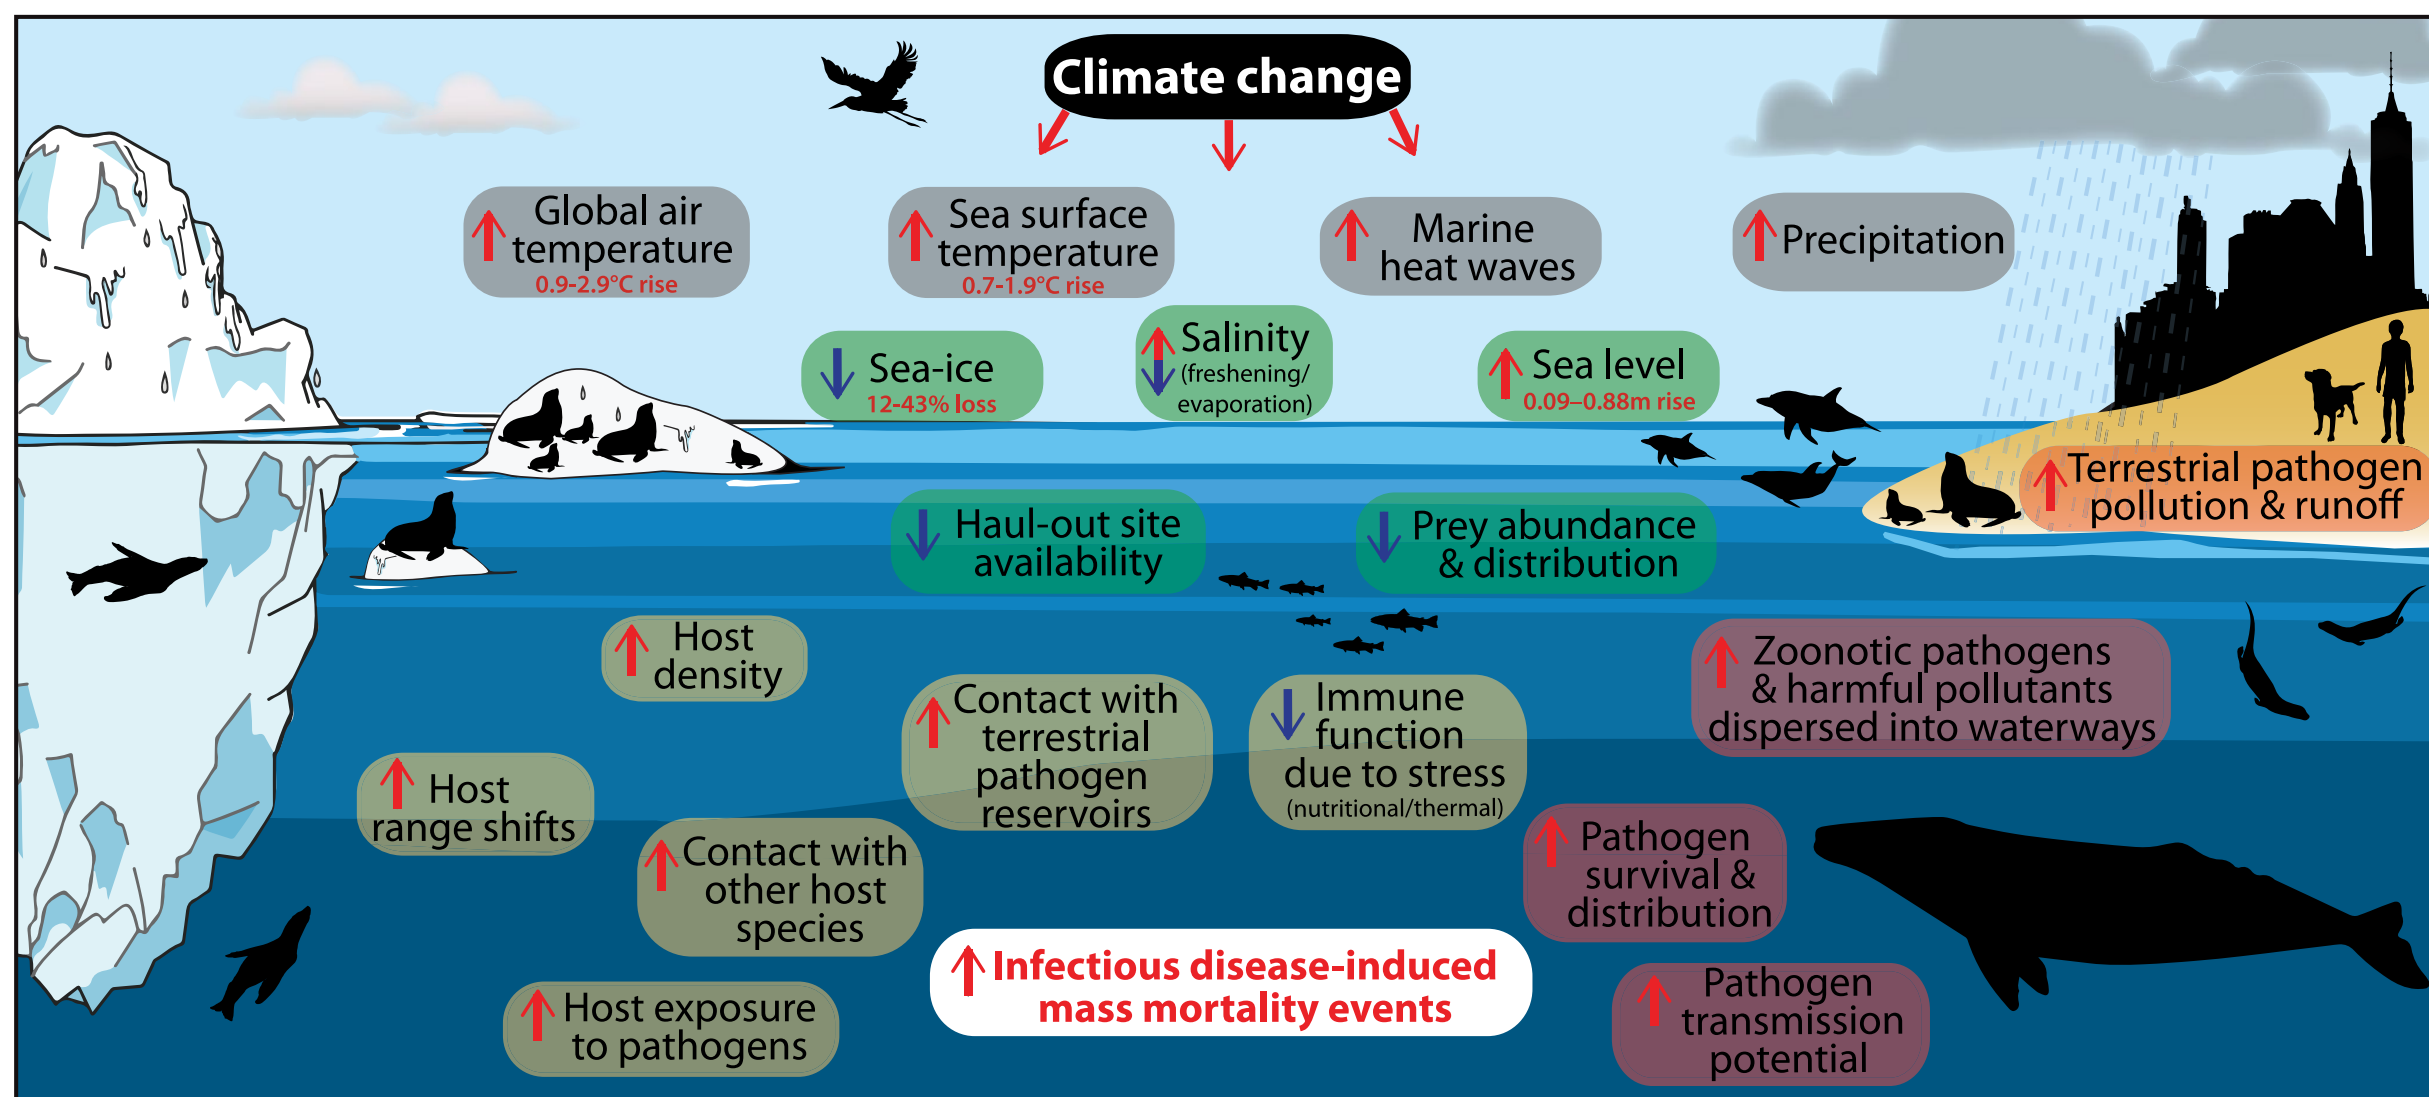 Climate change
Global air
temperature
0.9-2.9°C rise
Sea surface
temperature
0.7-1.9°C rise
Marine
heat waves
Precipitation
Sea-ice
12-43% loss
Salinity
(freshening/
evaporation)
Sea level
0.09–0.88m rise
Terrestrial pathogen
pollution & runoff
Haul-out site
availability
Prey abundance
& distribution
Host
density
Contact with
terrestrial
pathogen
reservoirs
Immune
function
due to stress
(nutritional/thermal)
Zoonotic pathogens
& harmful pollutants
dispersed into waterways
Host
range shifts
Contact with
other host
species
Pathogen
survival &
distribution
Infectious disease-induced
mass mortality events
Host exposure
to pathogens
Pathogen
transmission
potential